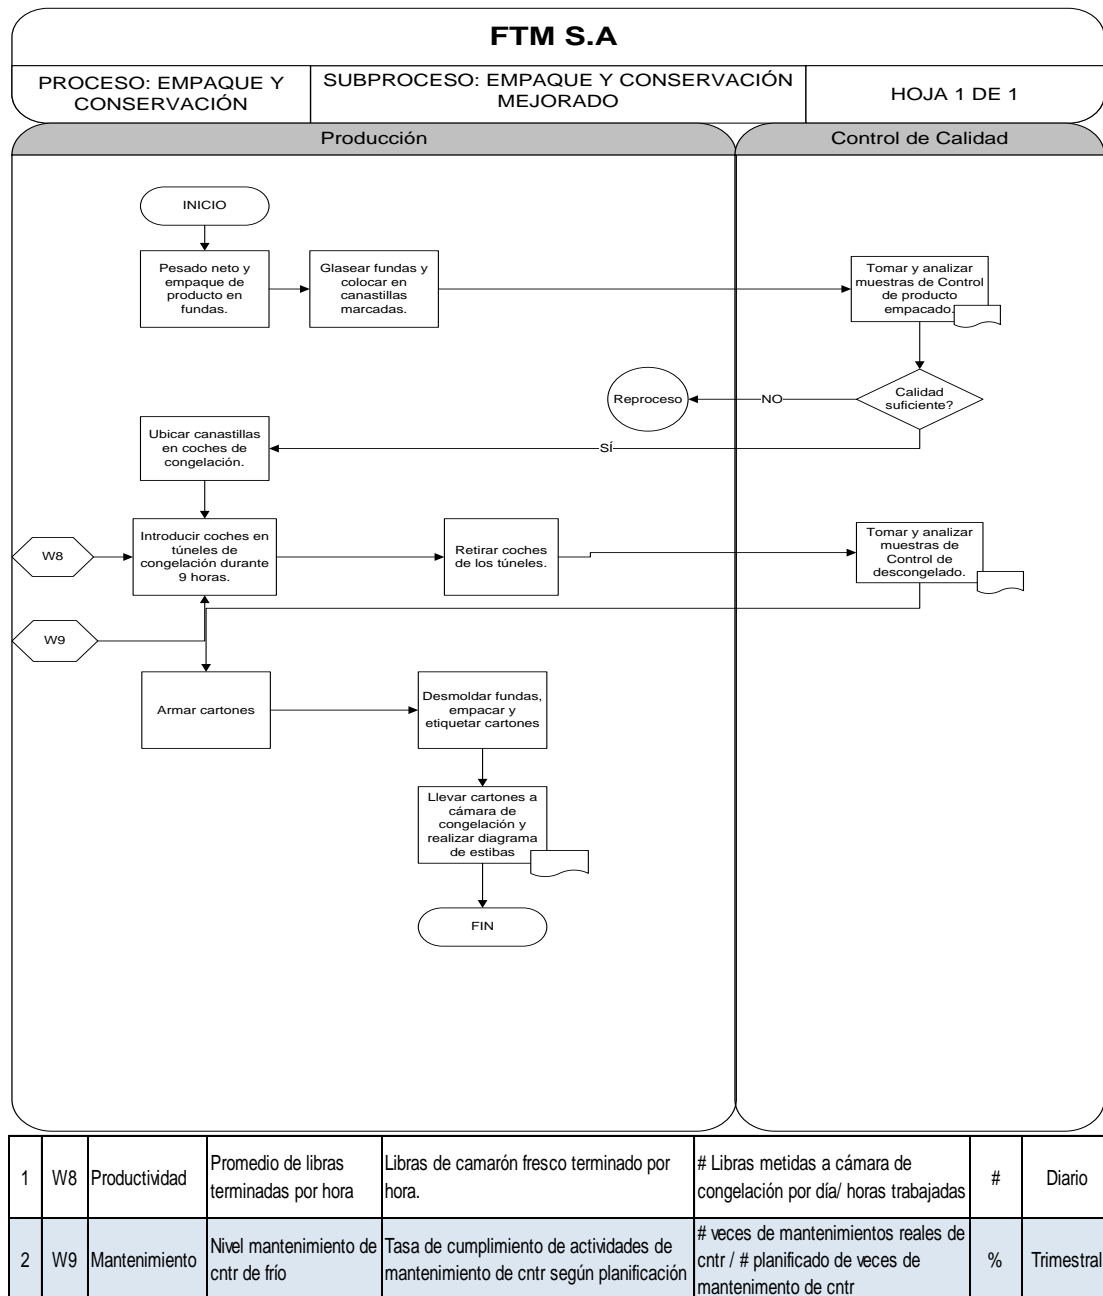 FTM S.A
PROCESO: EMPAQUE Y
CONSERVACIÓN
SUBPROCESO: EMPAQUE Y CONSERVACIÓN
MEJORADO
HOJA 1 DE 1
Producción
Control de Calidad
INICIO
Pesado neto y
empaque de
producto en
fundas.
Glasear fundas y
colocar en
canastillas
marcadas.
Tomar y analizar
muestras de Control
de producto
empacado.
Calidad
suficiente?
NO
Reproceso
SÍ
Ubicar canastillas
en coches de
congelación.
W8
Introducir coches en
túneles de
congelación durante
9 horas.
Retirar coches
de los túneles.
Tomar y analizar
muestras de
Control de
descongelado.
W9
Armar cartones
Desmoldar fundas,
empacar y
etiquetar cartones
Llevar cartones a
cámara de
congelación y
realizar diagrama
de estibas
FIN
1
W8
Productividad
Promedio de libras
terminadas por hora
Libras de camarón fresco terminado por
hora.
# Libras metidas a cámara de
congelación por día/ horas trabajadas
#
Diario
2
W9
Mantenimiento
Nivel mantenimiento de
cntr de frío
Tasa de cumplimiento de actividades de
mantenimiento de cntr según planificación
# veces de mantenimientos reales de
cntr / # planificado de veces de
mantenimento de cntr
%
Trimestral